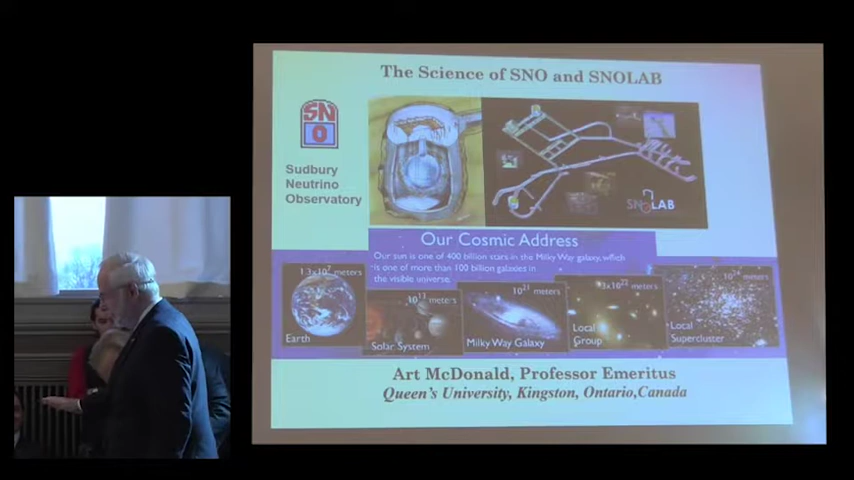 The Science of SNO and SNOLAB
SN
O
Sudbury
Neutrino
Observatory
SNOLAB
Our Cosmic Address
Our sun is one of 400 billion stars in the Milky Way galaxy, which
is one of more than 100 billion galaxies in
the visible universe.
1.3x10⁷ meters
Earth
10¹³ meters
Solar System
10²¹ meters
Milky Way Galaxy
3x10²² meters
Local
Group
10²⁴ meters
Local
Supercluster
Art McDonald, Professor Emeritus
Queen's University, Kingston, Ontario,Canada